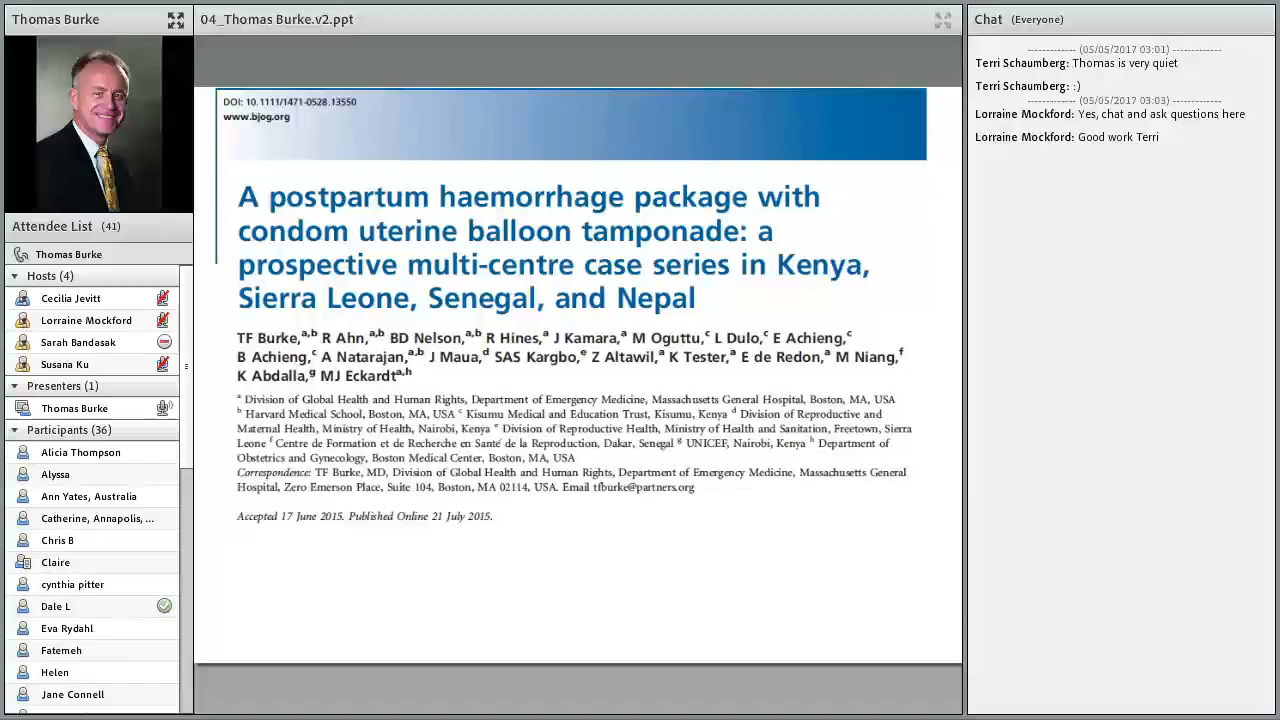 Thomas Burke
Attendee List (41)
Thomas Burke
Hosts (4)
Cecilia Jevitt
Lorraine Mockford
Sarah Bandasak
Susana Ku
Presenters (1)
Thomas Burke
Participants (36)
Alicia Thompson
Alyssa
Ann Yates, Australia
Catherine, Annapolis, ...
Chris B
Claire
cynthia pitter
Dale L
Eva Rydahl
Fatemeh
Helen
Jane Connell
04_Thomas Burke.v2.ppt
DOI: 10.1111/1471-0528.13550
www.bjog.org
A postpartum haemorrhage package with
condom uterine balloon tamponade: a
prospective multi-centre case series in Kenya,
Sierra Leone, Senegal, and Nepal
TF Burke,a,b R Ahn,a,b BD Nelson,a,b R Hines,a J Kamara,a M Oguttu,c L Dulo,c E Achieng,c
B Achieng,c A Natarajan,a,b J Maua,d SAS Kargbo,e Z Altawil,a K Tester,a E de Redon,a M Niang,f
K Abdalla,g MJ Eckardta,h
a Division of Global Health and Human Rights, Department of Emergency Medicine, Massachusetts General Hospital, Boston, MA, USA
b Harvard Medical School, Boston, MA, USA c Kisumu Medical and Education Trust, Kisumu, Kenya d Division of Reproductive and
Maternal Health, Ministry of Health, Nairobi, Kenya e Division of Reproductive Health, Ministry of Health and Sanitation, Freetown, Sierra
Leone f Centre de Formation et de Recherche en Santé de la Reproduction, Dakar, Senegal g UNICEF, Nairobi, Kenya h Department of
Obstetrics and Gynecology, Boston Medical Center, Boston, MA, USA
Correspondence: TF Burke, MD, Division of Global Health and Human Rights, Department of Emergency Medicine, Massachusetts General
Hospital, Zero Emerson Place, Suite 104, Boston, MA 02114, USA. Email tfburke@partners.org
Accepted 17 June 2015. Published Online 21 July 2015.
Chat (Everyone)
------------- (05/05/2017 03:01) -------------
Terri Schaumberg: Thomas is very quiet
Terri Schaumberg: :)
------------- (05/05/2017 03:03) -------------
Lorraine Mockford: Yes, chat and ask questions here
Lorraine Mockford: Good work Terri